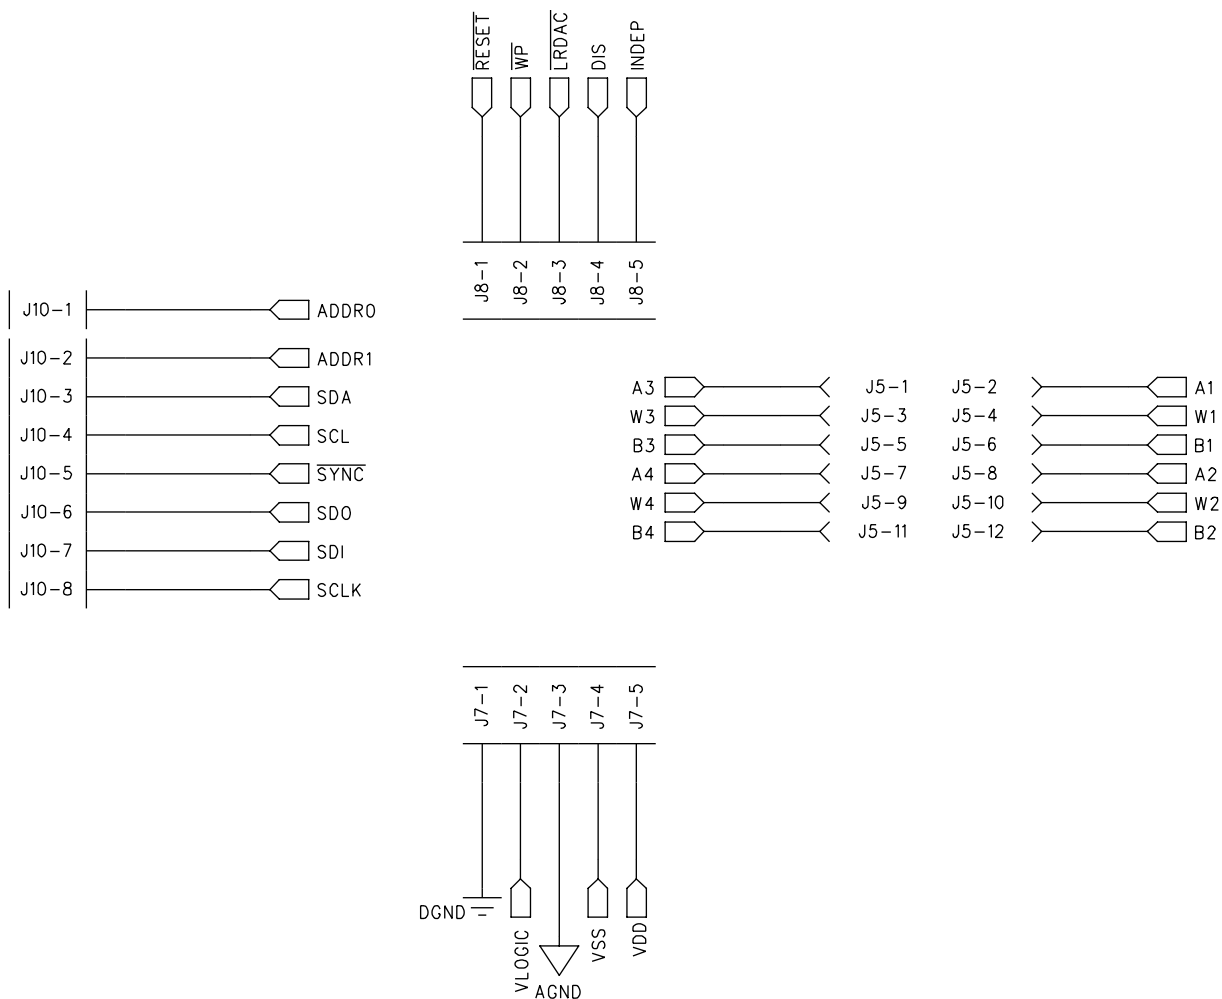 RESET WP LRDAC DIS INDEP
J8-1 J8-2 J8-3 J8-4 J8-5
J10-1 ADDR0
J10-2 ADDR1
J10-3 SDA
J10-4 SCL
J10-5 SYNC
J10-6 SDO
J10-7 SDI
J10-8 SCLK
A3 J5-1 J5-2 A1
W3 J5-3 J5-4 W1
B3 J5-5 J5-6 B1
A4 J5-7 J5-8 A2
W4 J5-9 J5-10 W2
B4 J5-11 J5-12 B2
J7-1 J7-2 J7-3 J7-4 J7-5
DGND VLOGIC AGND VSS VDD